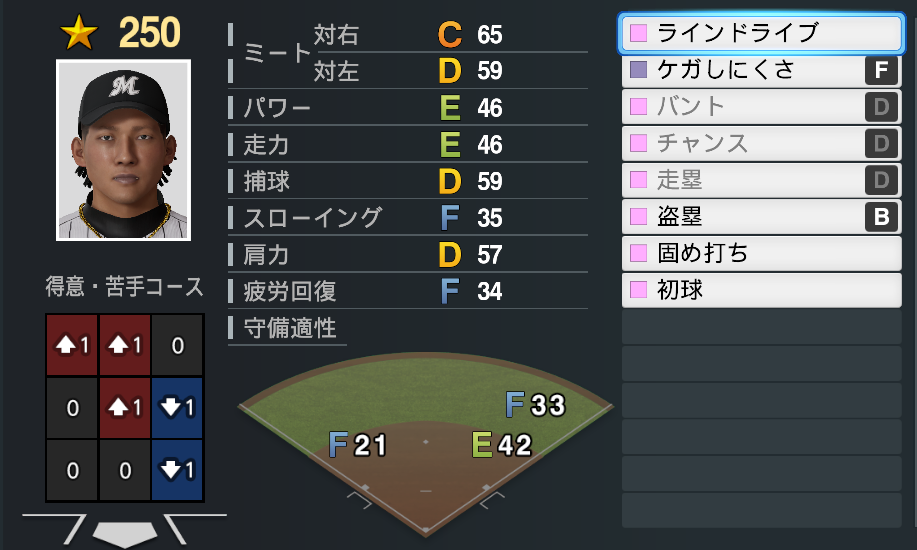 250
M
ミート 対右 C 65
対左 D 59
パワー E 46
走力 E 46
捕球 D 59
スローイング F 35
肩力 D 57
疲労回復 F 34
守備適性
F 33
F 21
E 42
得意・苦手コース
1 1 0
0 1 1
0 0 1
ラインドライブ
ケガしにくさ F
バント D
チャンス D
走塁 D
盗塁 B
固め打ち
初球